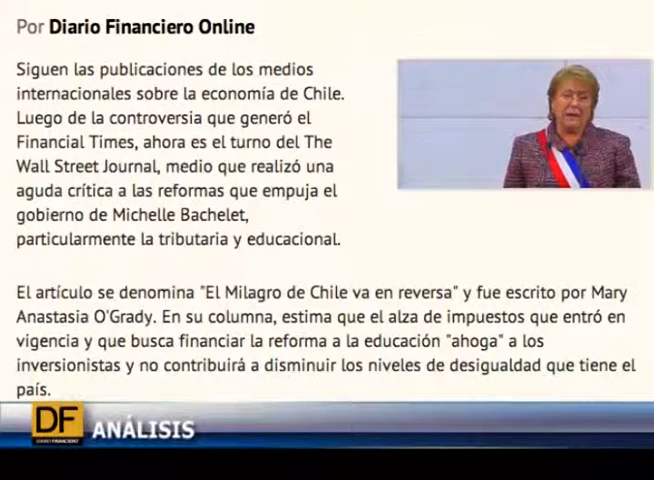 Por Diario Financiero Online
Siguen las publicaciones de los medios
internacionales sobre la economía de Chile.
Luego de la controversia que generó el
Financial Times, ahora es el turno del The
Wall Street Journal, medio que realizó una
aguda crítica a las reformas que empuja el
gobierno de Michelle Bachelet,
particularmente la tributaria y educacional.
El artículo se denomina "El Milagro de Chile va en reversa" y fue escrito por Mary
Anastasia O'Grady. En su columna, estima que el alza de impuestos que entró en
vigencia y que busca financiar la reforma a la educación "ahoga" a los
inversionistas y no contribuirá a disminuir los niveles de desigualdad que tiene el
país.
DF
DIARIO FINANCIERO
ANÁLISIS